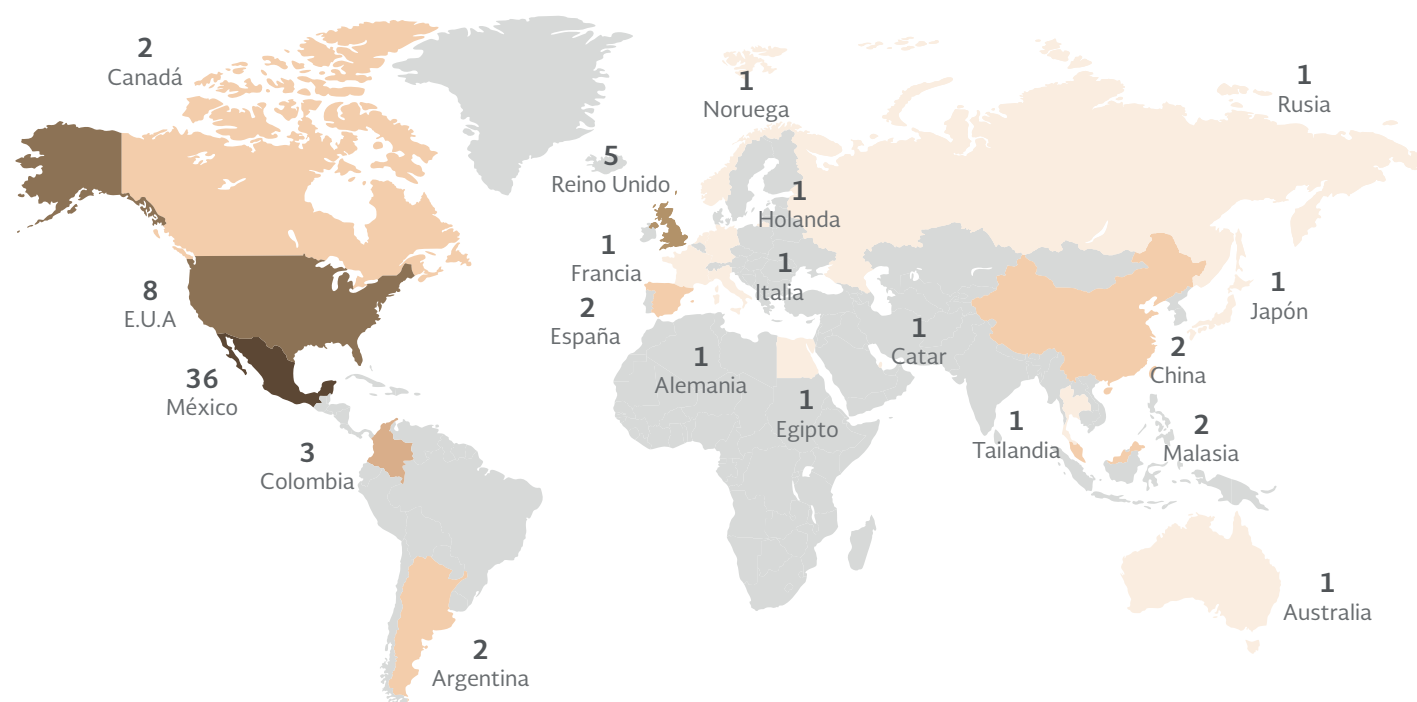 2
Canadá
1
Noruega
1
Rusia
5
Reino Unido
1
Holanda
1
Francia
1
Italia
8
E.U.A
2
España
1
Japón
1
Catar
2
China
36
México
1
Alemania
1
Egipto
1
Tailandia
2
Malasia
3
Colombia
1
Australia
2
Argentina